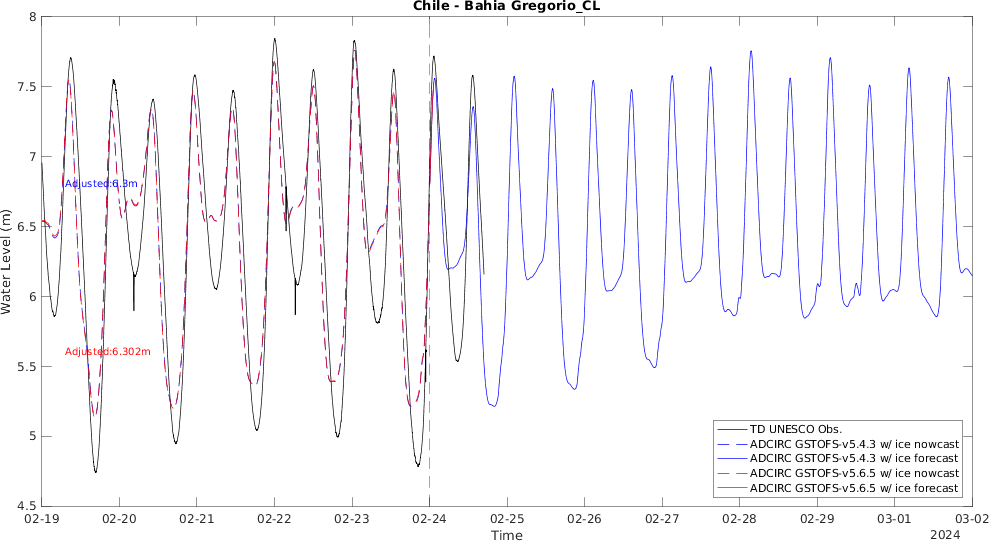 Chile - Bahia Gregorio_CL
8
7.5
7
6.5
6
5.5
5
4.5
Water Level (m)
Adjusted:6.3m
Adjusted:6.302m
TD UNESCO Obs.
ADCIRC GSTOFS-v5.4.3 w/ ice nowcast
ADCIRC GSTOFS-v5.4.3 w/ ice forecast
ADCIRC GSTOFS-v5.6.5 w/ ice nowcast
ADCIRC GSTOFS-v5.6.5 w/ ice forecast
02-19 02-20 02-21 02-22 02-23 02-24 02-25 02-26 02-27 02-28 02-29 03-01 03-02
Time
2024